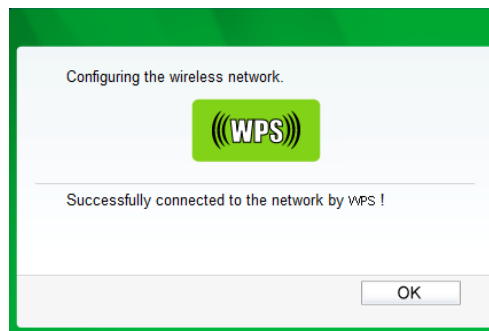 Configuring the wireless network.
WPS
Successfully connected to the network by WPS !
OK